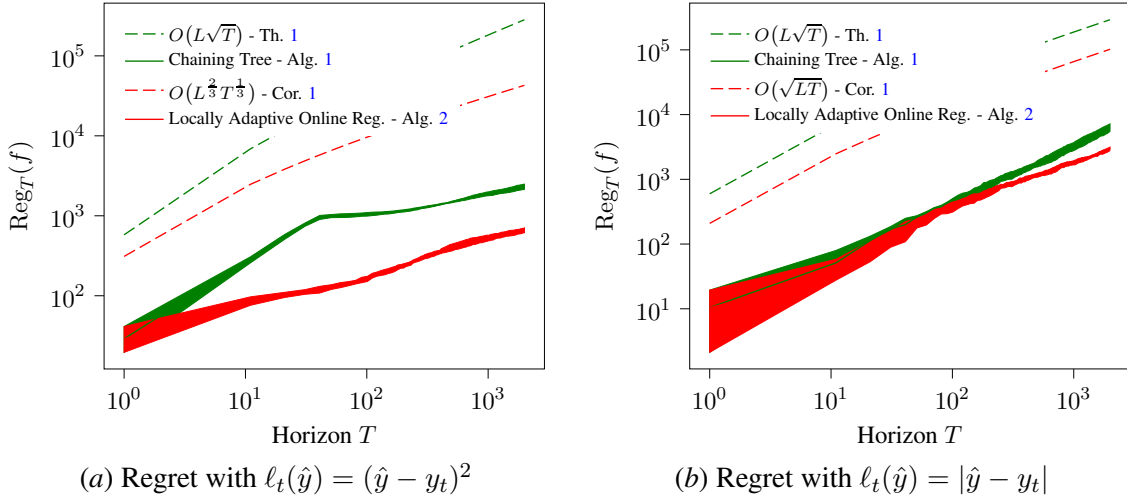 10^5
10^4
10^3
10^2
Reg_T(f)
O(L√T) - Th. 1
Chaining Tree - Alg. 1
O(L^{2/3} T^{1/3}) - Cor. 1
Locally Adaptive Online Reg. - Alg. 2
10^0 10^1 10^2 10^3
Horizon T
(a) Regret with ℓ_t(ŷ) = (ŷ − y_t)^2
10^5
10^4
10^3
10^2
10^1
Reg_T(f)
O(L√T) - Th. 1
Chaining Tree - Alg. 1
O(√LT) - Cor. 1
Locally Adaptive Online Reg. - Alg. 2
10^0 10^1 10^2 10^3
Horizon T
(b) Regret with ℓ_t(ŷ) = |ŷ − y_t|